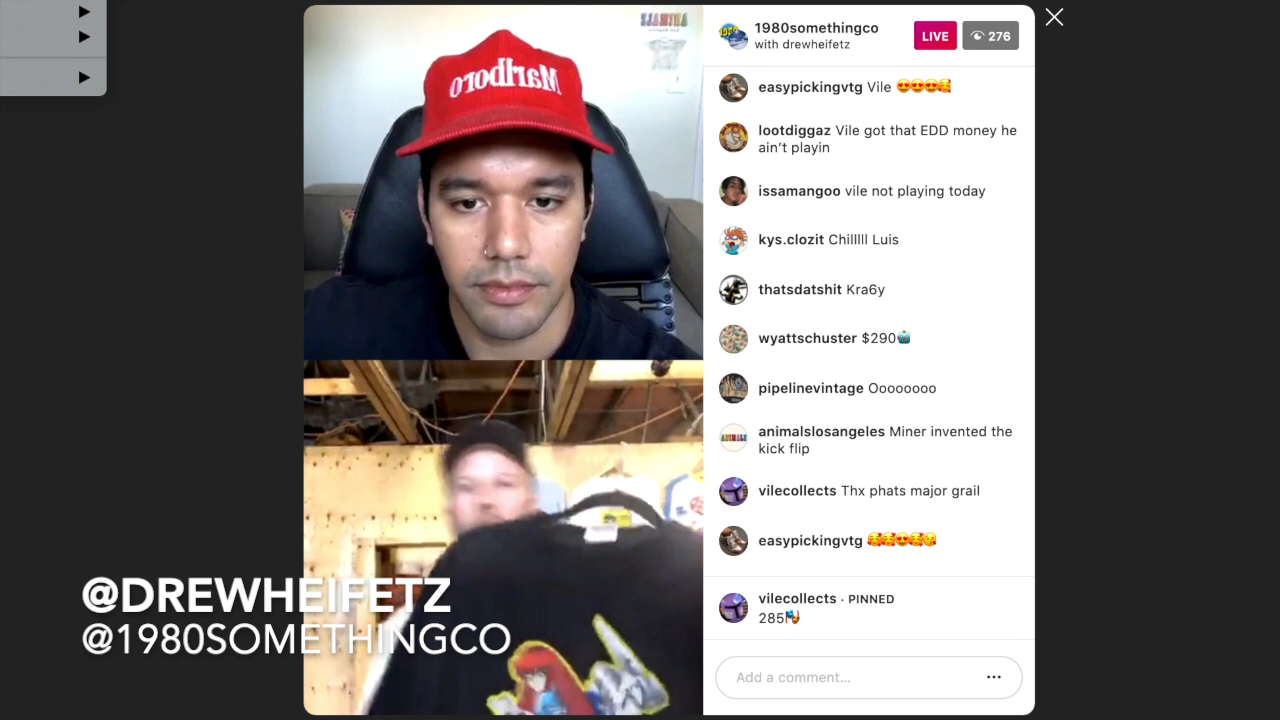 ANIMALS
Marlboro
1980somethingco
with drewheifetz
LIVE
276
easypickingvtg Vile 😍😍😍🥰
lootdiggaz Vile got that EDD money he
ain't playin
issamangoo vile not playing today
kys.clozit Chilllll Luis
thatsdatshit Kra6y
wyattschuster $290
pipelinevintage Oooooooo
animalslosangeles Miner invented the
kick flip
vilecollects Thx phats major grail
easypickingvtg 🥰🥰😍🥰😘
vilecollects · PINNED
285
Add a comment...
@DREWHEIFETZ
@1980SOMETHINGCO